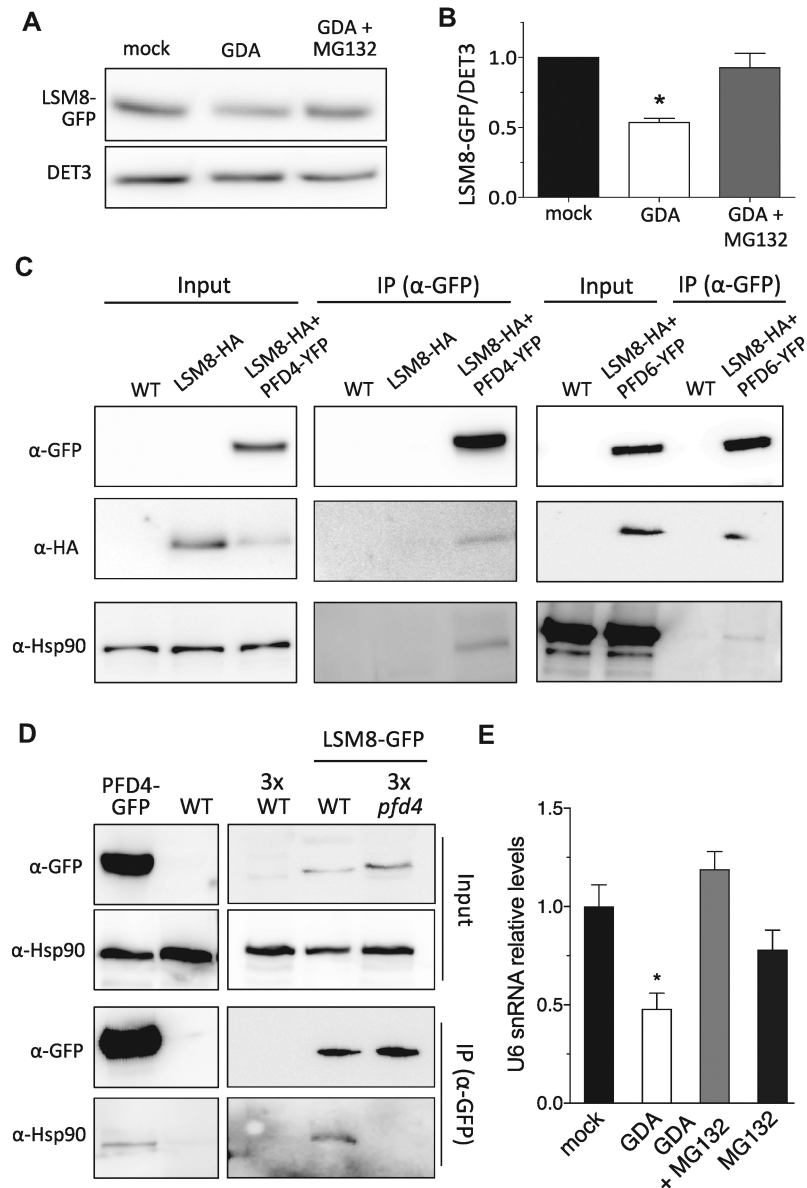 A
mock
GDA
GDA +
MG132
LSM8-
GFP
DET3
B
LSM8-GFP/DET3
1.0
0.5
0.0
*
mock
GDA
GDA +
MG132
C
Input
IP (α-GFP)
Input
IP (α-GFP)
WT
LSM8-HA
LSM8-HA+
PFD4-YFP
WT
LSM8-HA
LSM8-HA+
PFD4-YFP
WT
LSM8-HA+
PFD6-YFP
WT
LSM8-HA+
PFD6-YFP
α-GFP
α-HA
α-Hsp90
D
LSM8-GFP
PFD4-
GFP
WT
3x
WT
WT
3x
pfd4
α-GFP
α-Hsp90
Input
α-GFP
α-Hsp90
IP (α-GFP)
E
U6 snRNA relative levels
1.5
1.0
0.5
0.0
*
mock
GDA
GDA
+ MG132
MG132